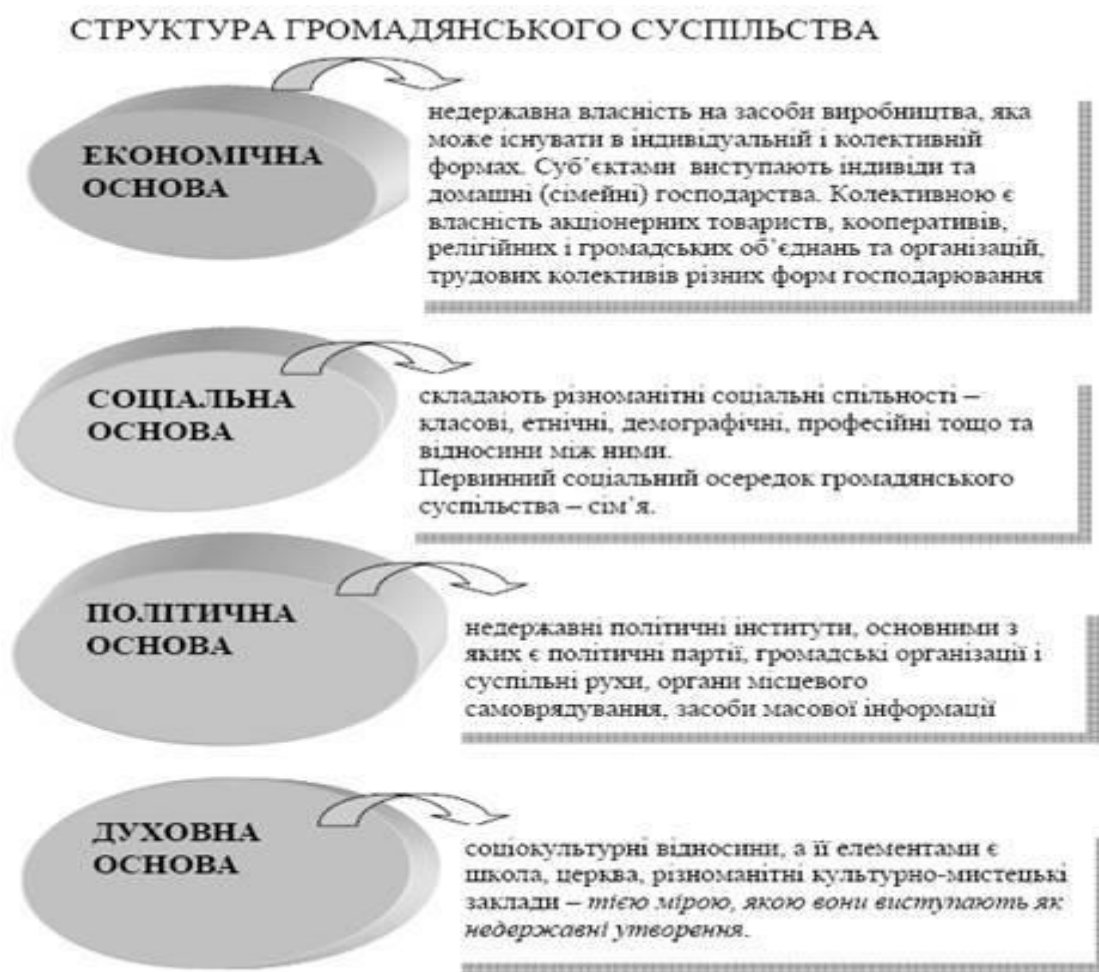 СТРУКТУРА ГРОМАДЯНСЬКОГО СУСПІЛЬСТВА
ЕКОНОМІЧНА
ОСНОВА
недержавна власність на засоби виробництва, яка
може існувати в індивідуальній і колективній
формах. Суб’єктами виступають індивіди та
домашні (сімейні) господарства. Колективною є
власність акціонерних товариств, кооперативів,
релігійних і громадських об’єднань та організацій,
трудових колективів різних форм господарювання
СОЦІАЛЬНА
ОСНОВА
складають різноманітні соціальні спільності –
класові, етнічні, демографічні, професійні тощо та
відносини між ними.
Первинний соціальний осередок громадянського
суспільства – сім’я.
ПОЛІТИЧНА
ОСНОВА
недержавні політичні інститути, основними з
яких є політичні партії, громадські організації і
суспільні рухи, органи місцевого
самоврядування, засоби масової інформації
ДУХОВНА
ОСНОВА
соціокультурні відносини, а її елементами є
школа, церква, різноманітні культурно-мистецькі
заклади – тією мірою, якою вони виступають як
недержавні утворення.